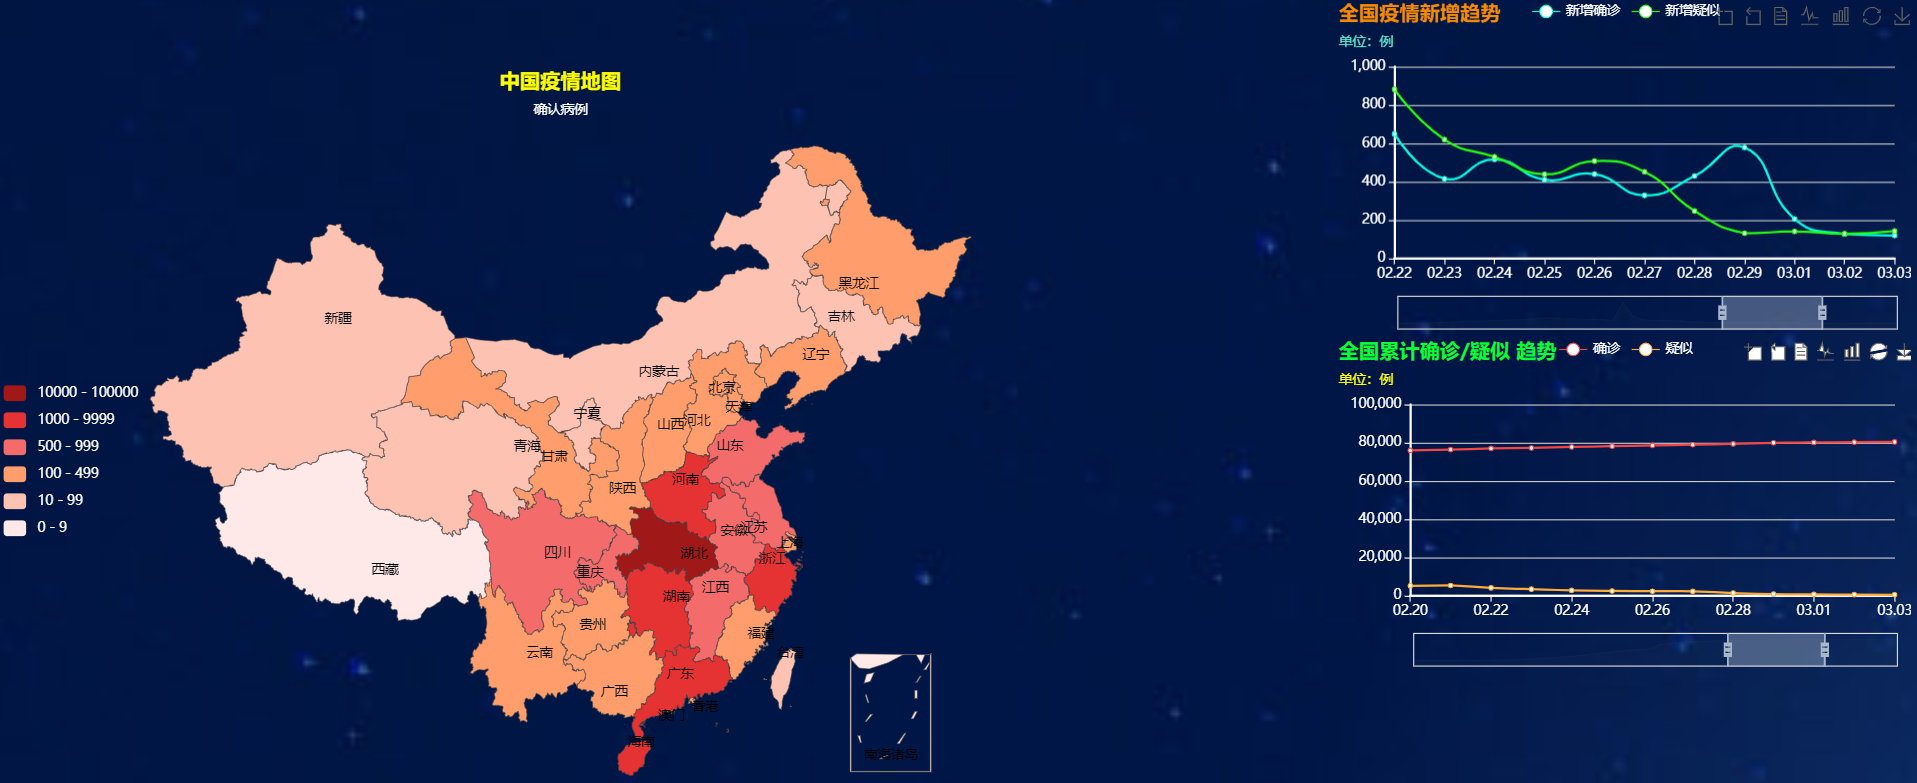 中国疫情地图
确认病例
10000 - 100000
1000 - 9999
500 - 999
100 - 499
10 - 99
0 - 9
黑龙江
吉林
辽宁
新疆
内蒙古
北京
天津
宁夏
山西
河北
青海
甘肃
山东
河南
陕西
安徽
江苏
上海
四川
湖北
浙江
西藏
重庆
江西
湖南
贵州
福建
云南
台湾
广东
广西
香港
澳门
海南
南海诸岛
全国疫情新增趋势
新增确诊
新增疑似
单位：例
1,000
800
600
400
200
0
02.22 02.23 02.24 02.25 02.26 02.27 02.28 02.29 03.01 03.02 03.03
全国累计确诊/疑似 趋势
确诊
疑似
单位：例
100,000
80,000
60,000
40,000
20,000
0
02.20 02.22 02.24 02.26 02.28 03.01 03.03